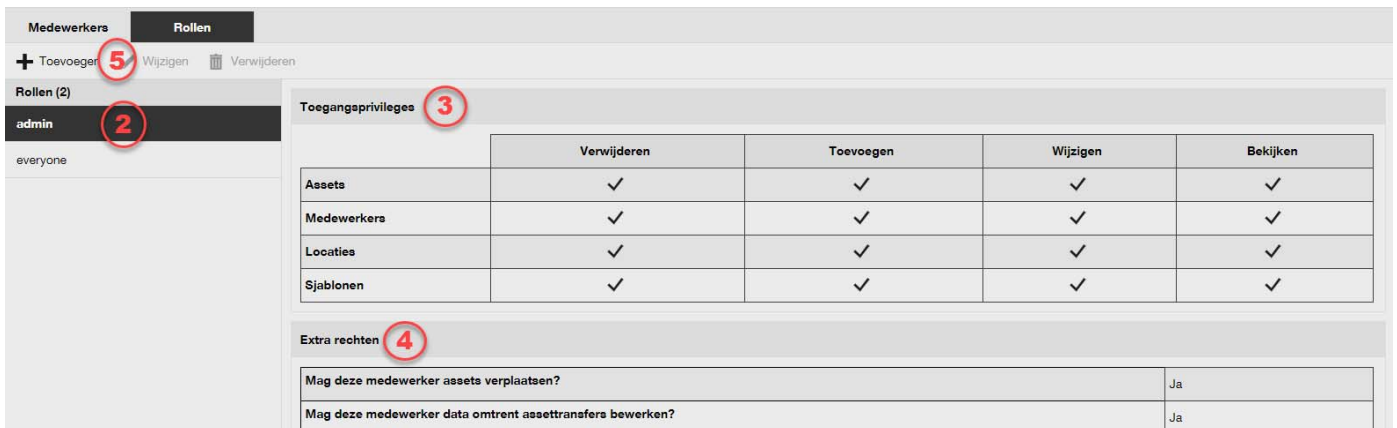 Medewerkers Rollen
Toevoegen 5 Wijzigen Verwijderen
Rollen (2)
admin 2
everyone
Toegangsprivileges 3
Verwijderen Toevoegen Wijzigen Bekijken
Assets
Medewerkers
Locaties
Sjablonen
Extra rechten 4
Mag deze medewerker assets verplaatsen? Ja
Mag deze medewerker data omtrent assettransfers bewerken? Ja